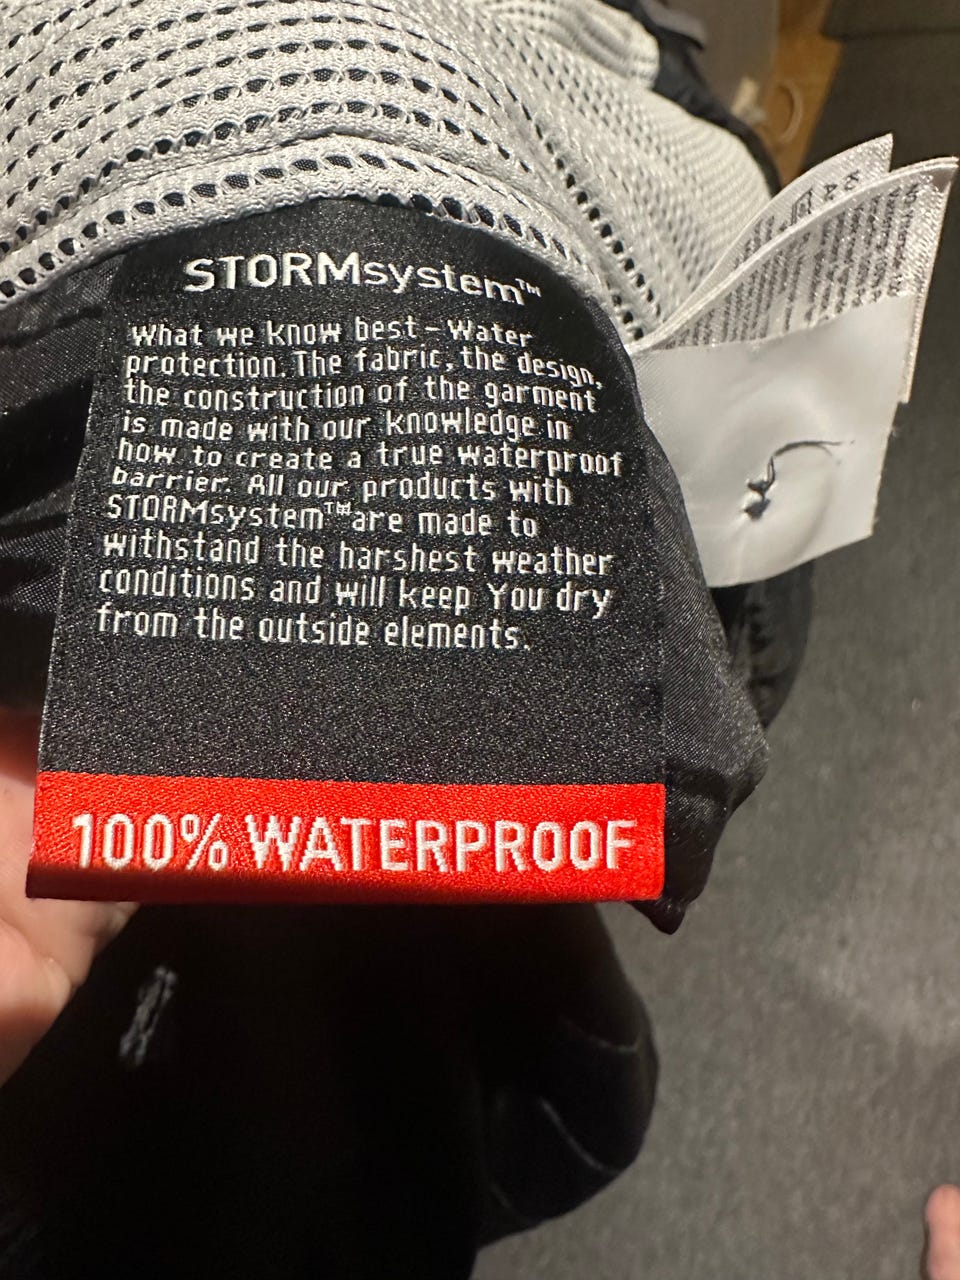 STORMsystem™
What we know best - Water
protection. The fabric, the design,
the construction of the garment
is made with our knowledge in
how to create a true waterproof
barrier. All our products with
STORMsystem™ are made to
withstand the harshest weather
conditions and will keep You dry
from the outside elements.
100% WATERPROOF